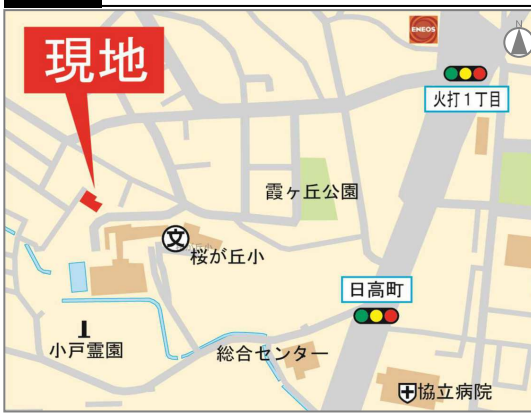 ENEOS
N
現地
火打1丁目
霞ヶ丘公園
文
桜が丘小
日高町
小戸霊園
総合センター
協立病院